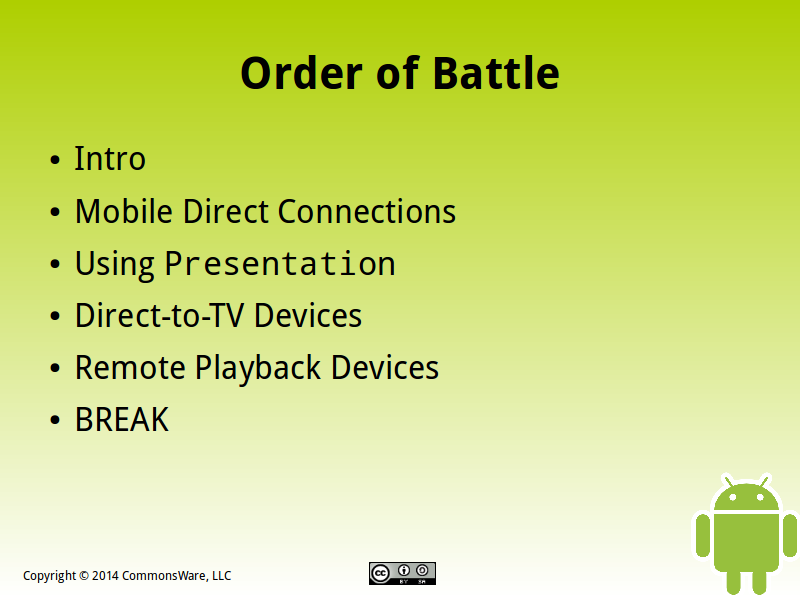 Order of Battle
• Intro
• Mobile Direct Connections
• Using Presentation
• Direct-to-TV Devices
• Remote Playback Devices
• BREAK
Copyright © 2014 CommonsWare, LLC
cc BY SA